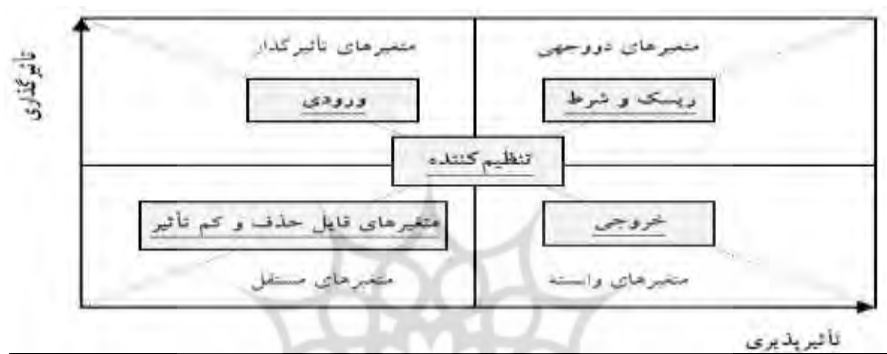 تأثیرگذاری
متغیرهای دووجهی
متغیرهای تأثیرگذار
ریسک و شرط
ورودی
تنظیم‌کننده
خروجی
متغیرهای قابل حذف و کم تأثیر
متغیرهای وابسته
متغیرهای مستقل
تأثیرپذیری